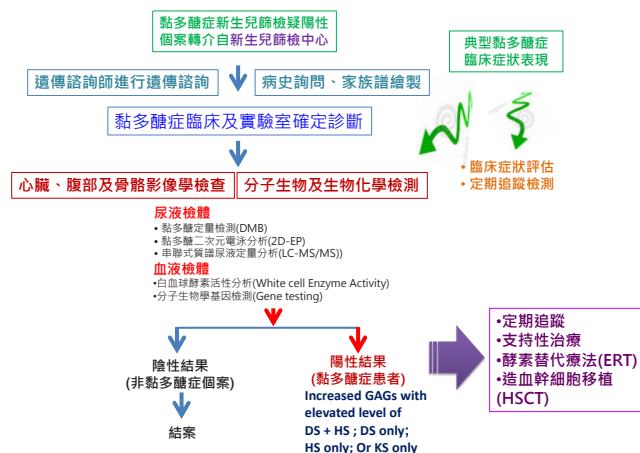 黏多醣症新生兒篩檢疑陽性
個案轉介自新生兒篩檢中心
典型黏多醣症
臨床症狀表現
遺傳諮詢師進行遺傳諮詢
病史詢問、家族譜繪製
黏多醣症臨床及實驗室確定診斷
• 臨床症狀評估
• 定期追蹤檢測
心臟、腹部及骨骼影像學檢查
分子生物及生物化學檢測
尿液檢體
• 黏多醣定量檢測(DMB)
• 黏多醣二次元電泳分析(2D-EP)
• 串聯式質譜尿液定量分析(LC-MS/MS))
血液檢體
•白血球酵素活性分析(White cell Enzyme Activity)
•分子生物學基因檢測(Gene testing)
陰性結果
(非黏多醣症個案)
結案
陽性結果
(黏多醣症患者)
Increased GAGs with
elevated level of
DS + HS ; DS only;
HS only; Or KS only
•定期追蹤
•支持性治療
•酵素替代療法(ERT)
•造血幹細胞移植
(HSCT)